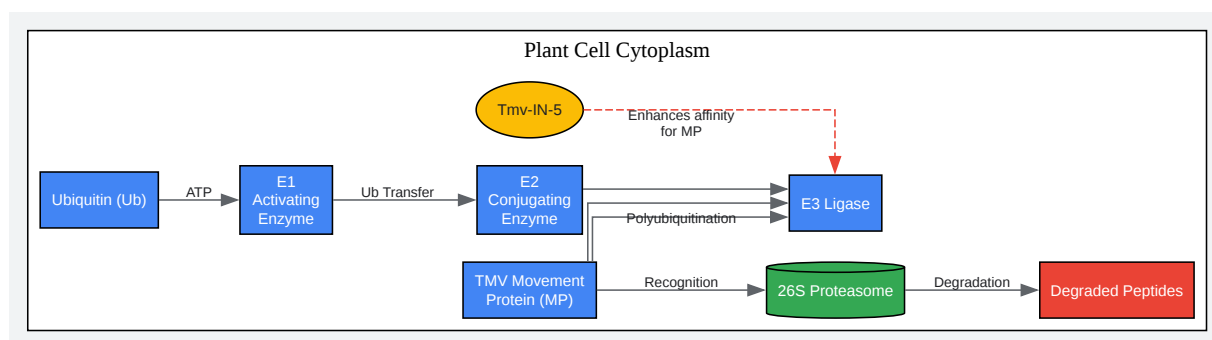 Plant Cell Cytoplasm
Tmv-IN-5
Enhances affinity
for MP
Ubiquitin (Ub)
ATP
E1
Activating
Enzyme
Ub Transfer
E2
Conjugating
Enzyme
E3 Ligase
Polyubiquitination
TMV Movement
Protein (MP)
Recognition
26S Proteasome
Degradation
Degraded Peptides